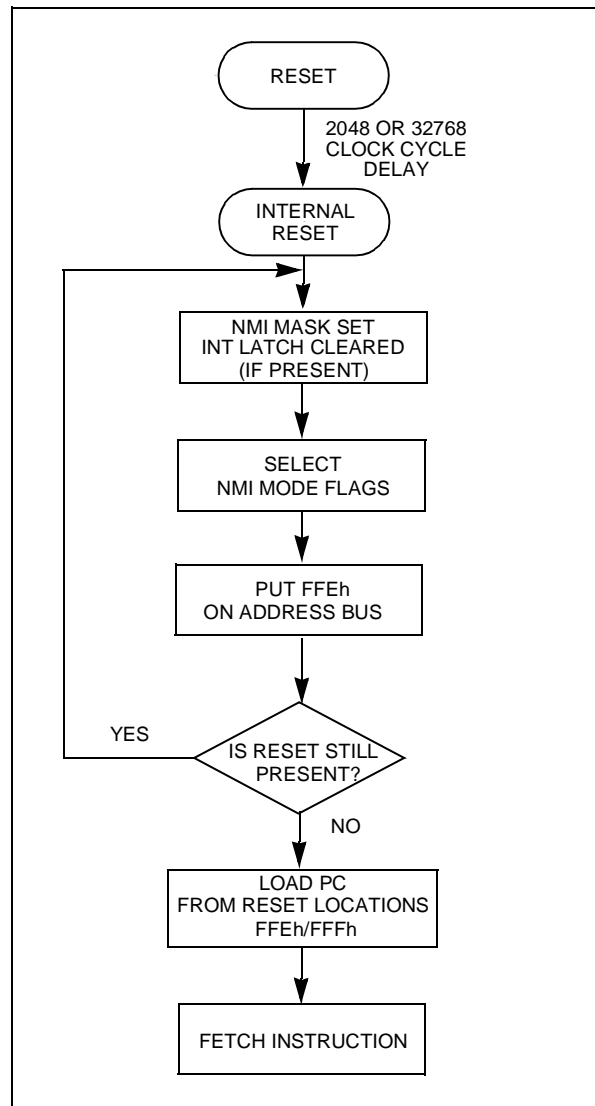 RESET
2048 OR 32768
CLOCK CYCLE
DELAY
INTERNAL
RESET
NMI MASK SET
INT LATCH CLEARED
(IF PRESENT)
SELECT
NMI MODE FLAGS
PUT FFEh
ON ADDRESS BUS
YES
IS RESET STILL
PRESENT?
NO
LOAD PC
FROM RESET LOCATIONS
FFEh/FFFh
FETCH INSTRUCTION